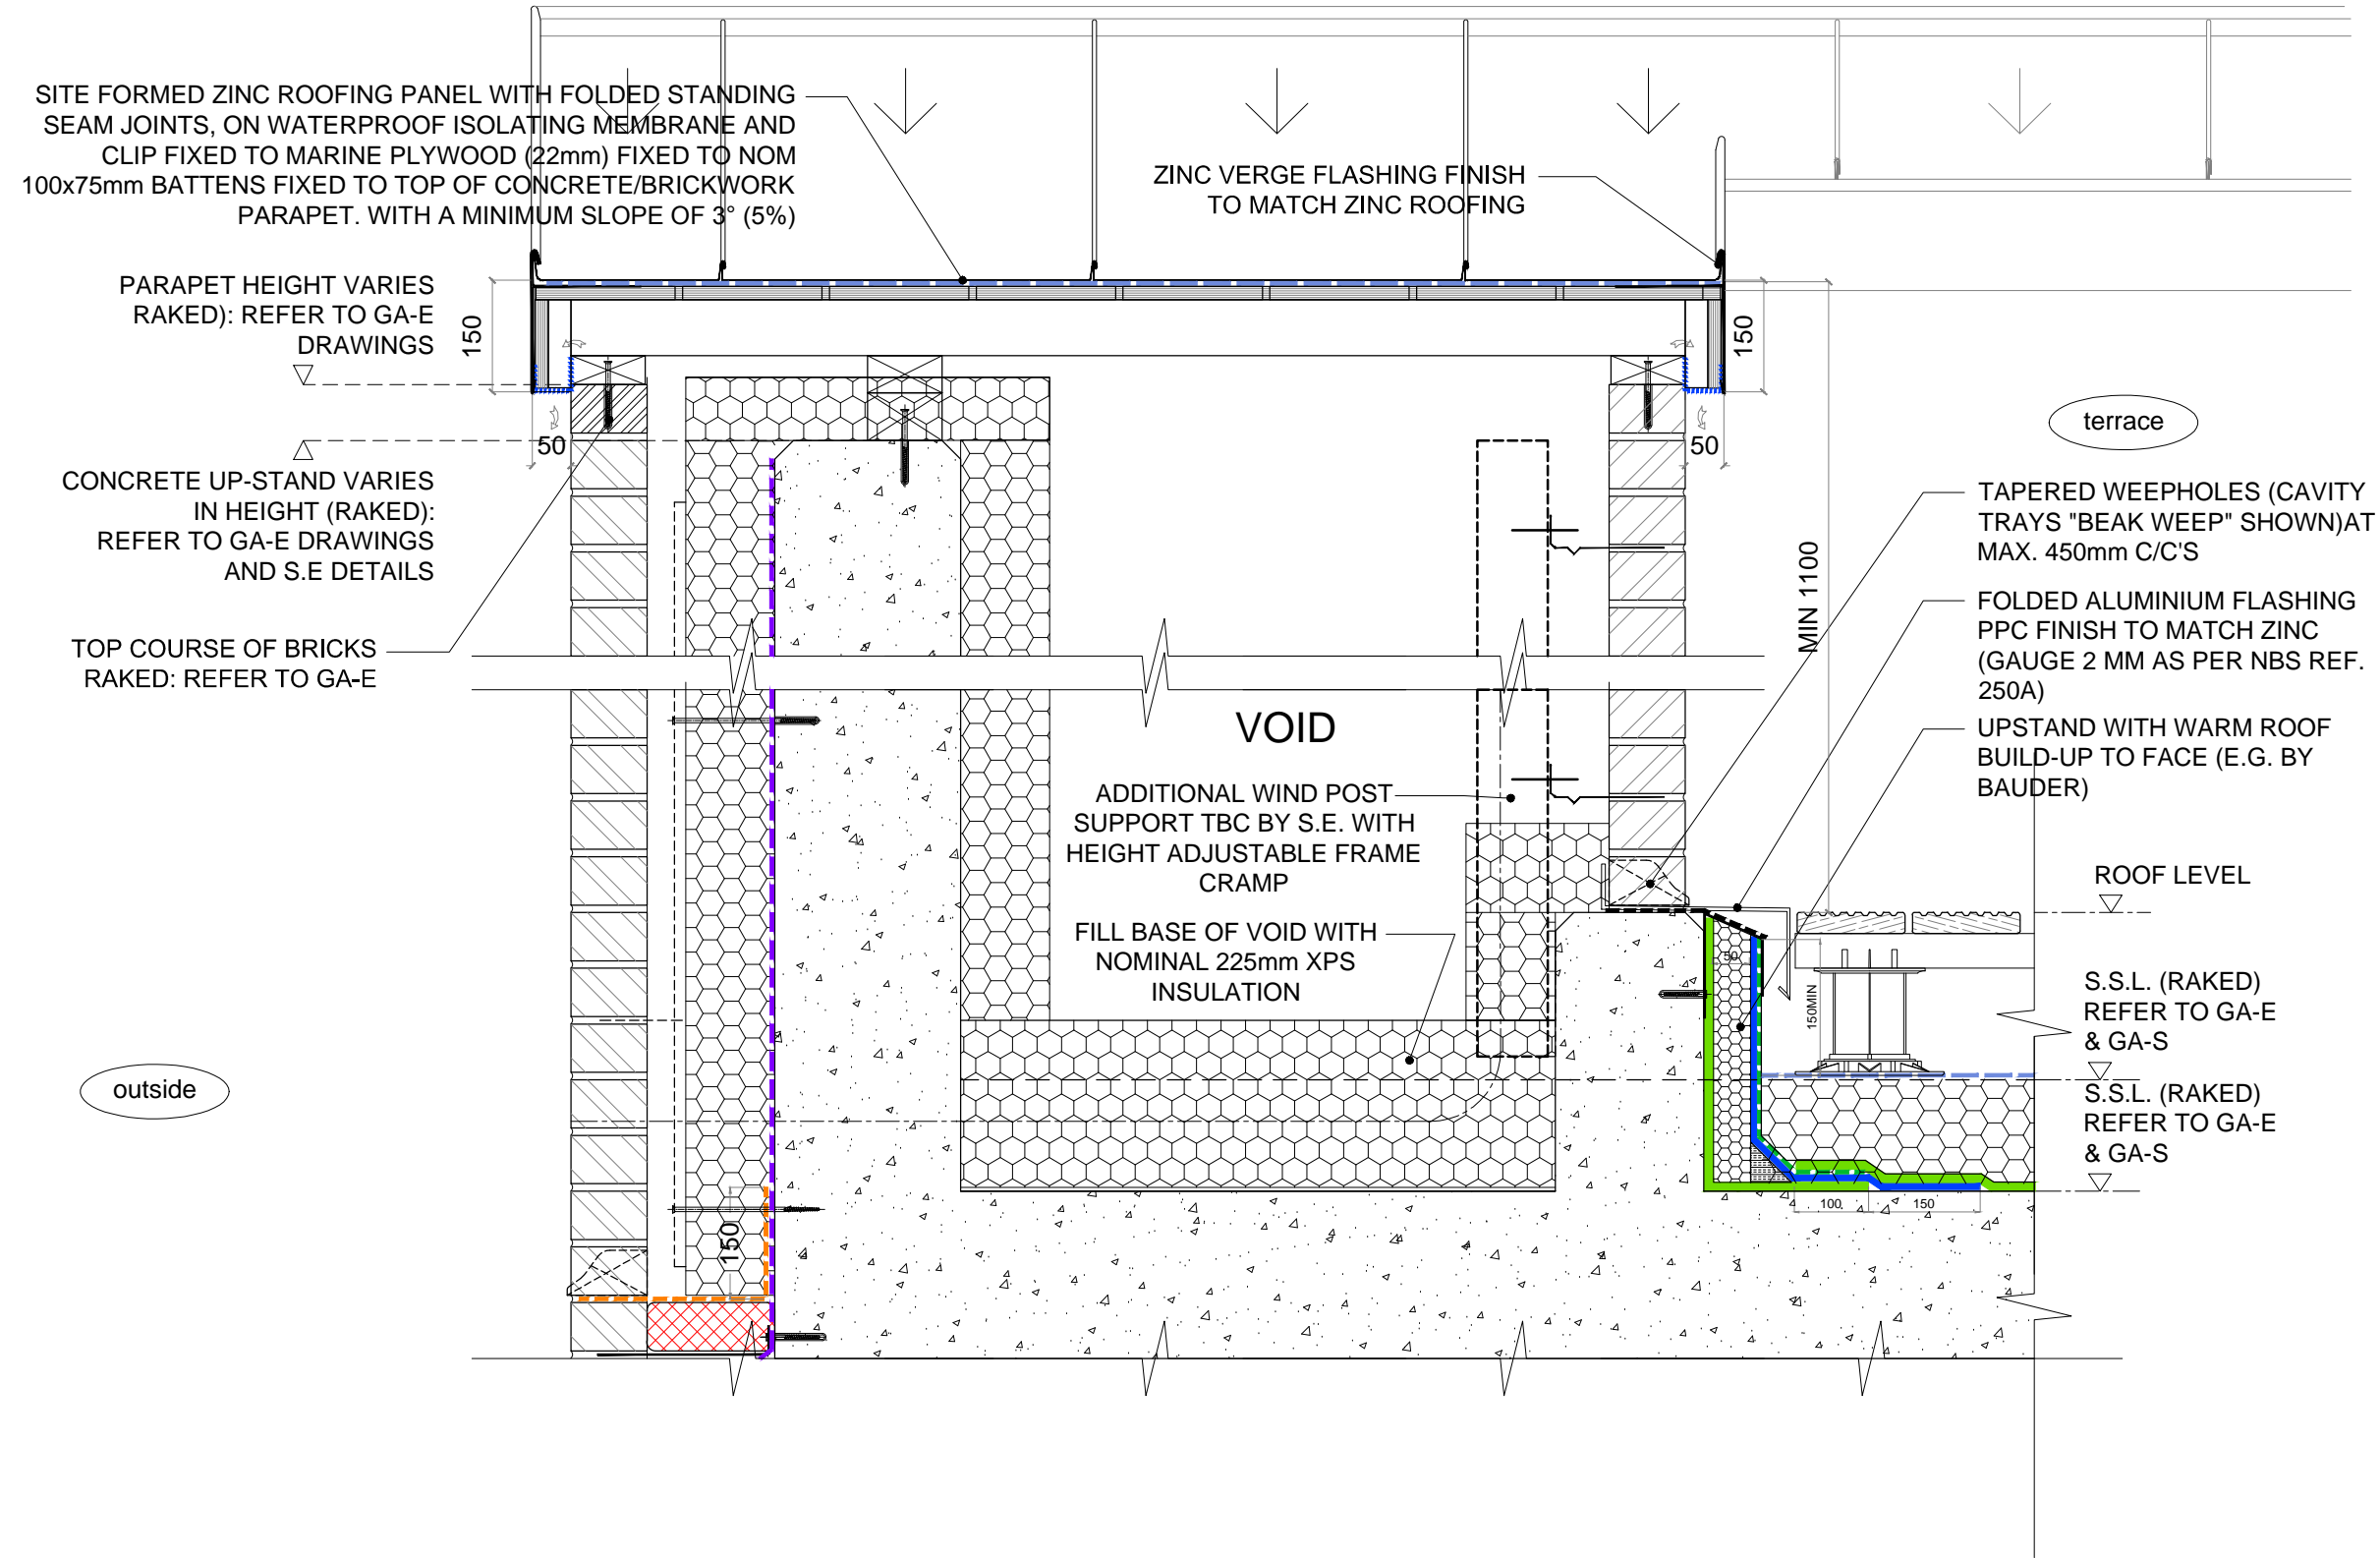 SITE FORMED ZINC ROOFING PANEL WITH FOLDED STANDING
SEAM JOINTS, ON WATERPROOF ISOLATING MEMBRANE AND
CLIP FIXED TO MARINE PLYWOOD (22mm) FIXED TO NOM
100x75mm BATTENS FIXED TO TOP OF CONCRETE/BRICKWORK
PARAPET. WITH A MINIMUM SLOPE OF 3° (5%)
ZINC VERGE FLASHING FINISH
TO MATCH ZINC ROOFING
PARAPET HEIGHT VARIES
RAKED): REFER TO GA-E
DRAWINGS
150
150
50
50
CONCRETE UP-STAND VARIES
IN HEIGHT (RAKED):
REFER TO GA-E DRAWINGS
AND S.E DETAILS
TOP COURSE OF BRICKS
RAKED: REFER TO GA-E
terrace
TAPERED WEEPHOLES (CAVITY
TRAYS "BEAK WEEP" SHOWN)AT
MAX. 450mm C/C'S
MIN 1100
FOLDED ALUMINIUM FLASHING
PPC FINISH TO MATCH ZINC
(GAUGE 2 MM AS PER NBS REF.
250A)
UPSTAND WITH WARM ROOF
BUILD-UP TO FACE (E.G. BY
BAUDER)
VOID
ADDITIONAL WIND POST
SUPPORT TBC BY S.E. WITH
HEIGHT ADJUSTABLE FRAME
CRAMP
FILL BASE OF VOID WITH
NOMINAL 225mm XPS
INSULATION
ROOF LEVEL
50
150MIN
S.S.L. (RAKED)
REFER TO GA-E
& GA-S
S.S.L. (RAKED)
REFER TO GA-E
& GA-S
outside
100
150
150